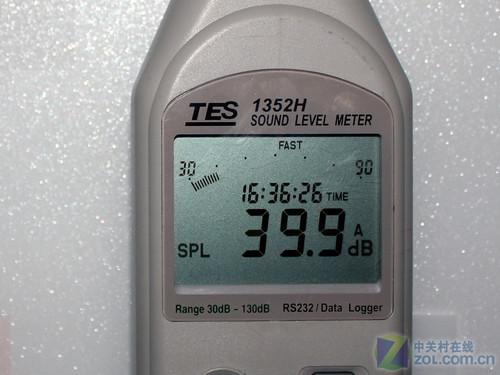 TES 1352H
SOUND LEVEL METER
FAST
30 90
16:36:26 TIME
SPL 39.9 A
dB
Range 30dB - 130dB RS232 / Data Logger
Z 中关村在线
zol.com.cn